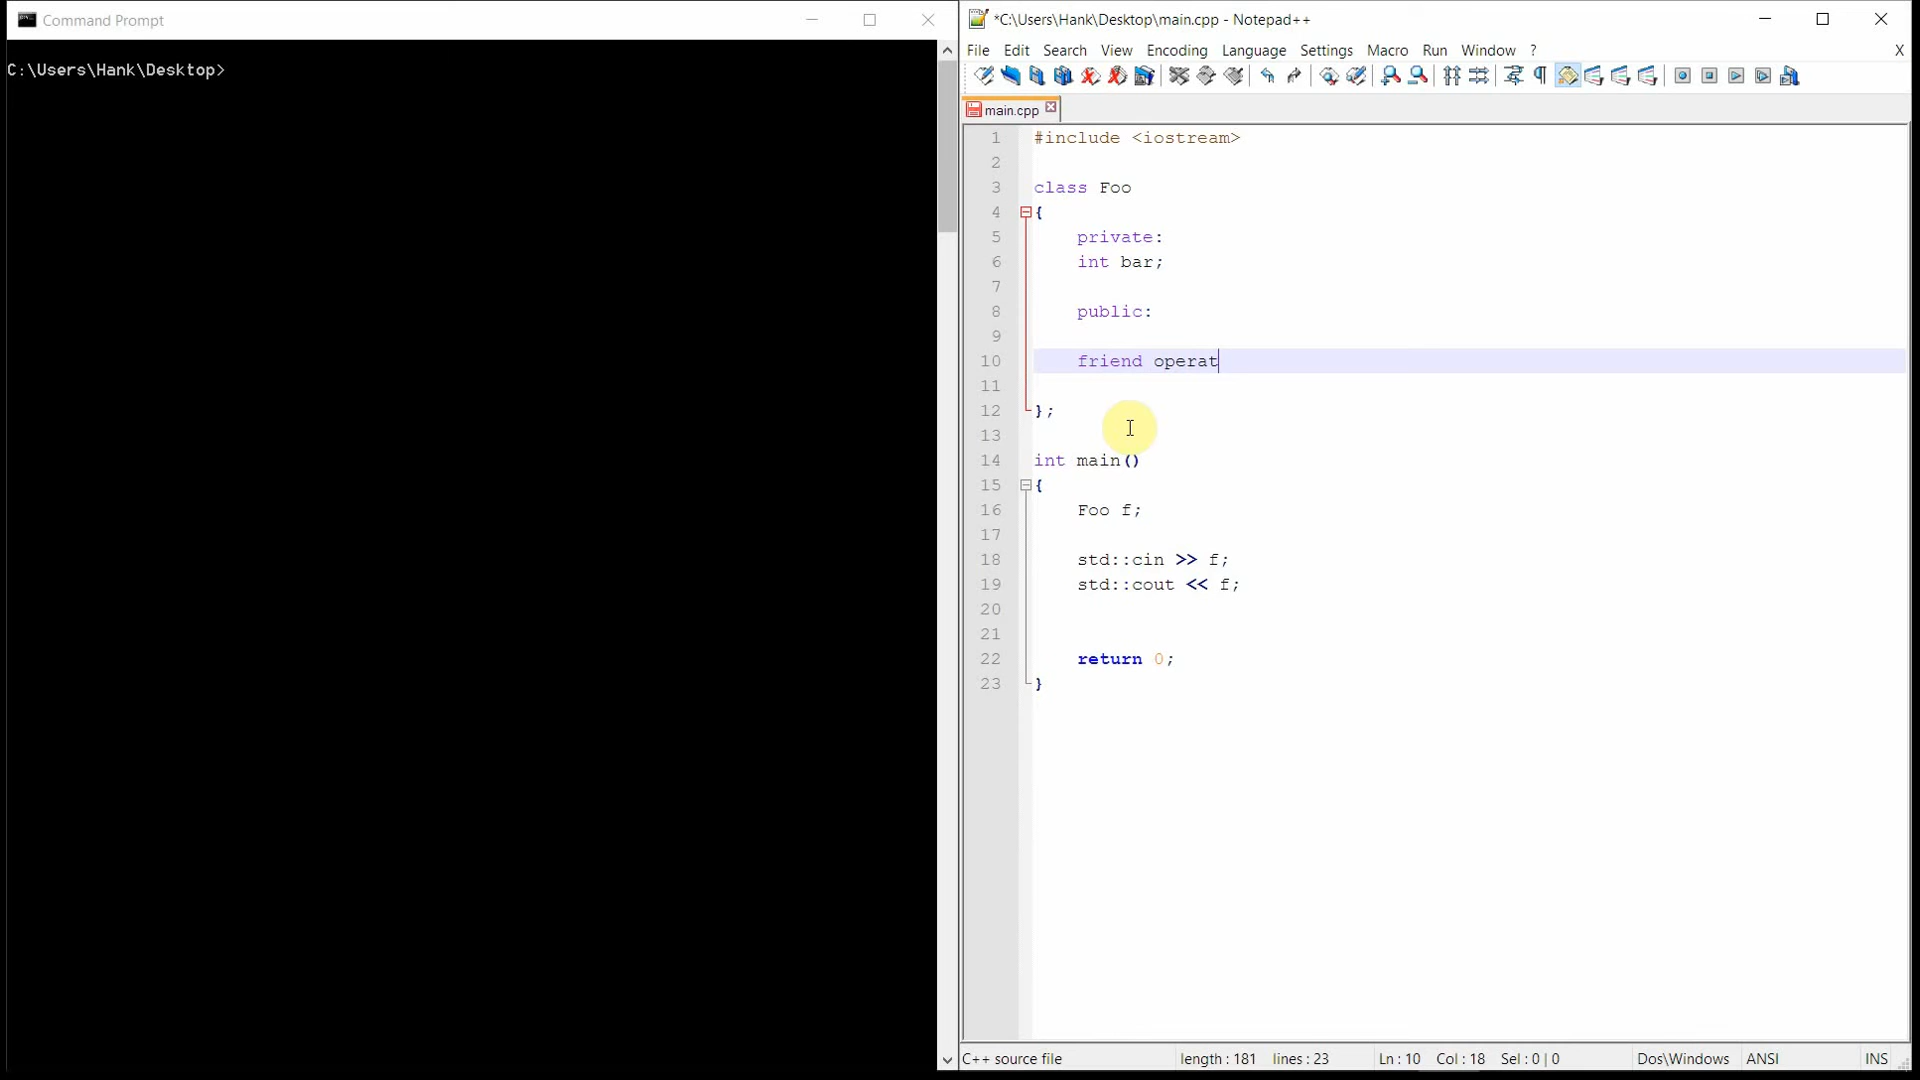 Command Prompt
C:\Users\Hank\Desktop>
*C:\Users\Hank\Desktop\main.cpp - Notepad++
File Edit Search View Encoding Language Settings Macro Run Window ? X
main.cpp
1 #include <iostream>
2
3 class Foo
4 {
5 private:
6 int bar;
7
8 public:
9
10 friend operat
11
12 };
13
14 int main()
15 {
16 Foo f;
17
18 std::cin >> f;
19 std::cout << f;
20
21
22 return 0;
23 }
C++ source file length : 181 lines : 23 Ln : 10 Col : 18 Sel : 0 | 0 Dos\Windows ANSI INS